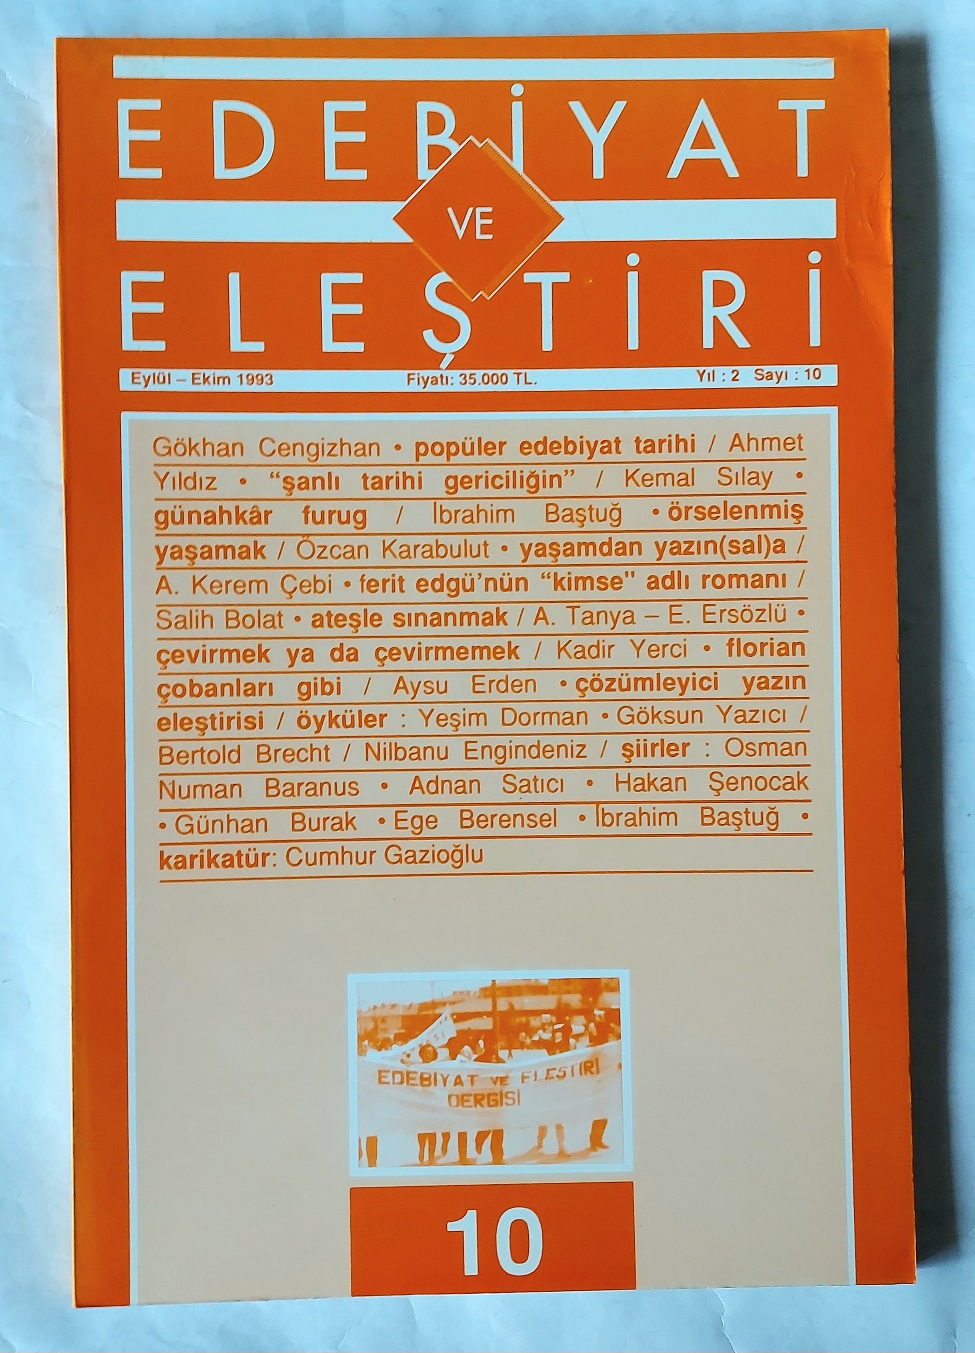 EDEBİYAT
VE
ELEŞTİRİ
Eylül – Ekim 1993 Fiyatı: 35.000 TL. Yıl : 2 Sayı : 10
Gökhan Cengizhan • popüler edebiyat tarihi / Ahmet
Yıldız • “şanlı tarihi gericiliğin” / Kemal Sılay •
günahkâr furug / İbrahim Baştuğ • örselenmiş
yaşamak / Özcan Karabulut • yaşamdan yazın(sal)a /
A. Kerem Çebi • ferit edgü’nün “kimse" adlı romanı /
Salih Bolat • ateşle sınanmak / A. Tanya – E. Ersözlü •
çevirmek ya da çevirmemek / Kadir Yerci • florian
çobanları gibi / Aysu Erden • çözümleyici yazın
eleştirisi / öyküler : Yeşim Dorman • Göksun Yazıcı /
Bertold Brecht / Nilbanu Engindeniz / şiirler : Osman
Numan Baranus • Adnan Satıcı • Hakan Şenocak
• Günhan Burak • Ege Berensel • İbrahim Baştuğ •
karikatür: Cumhur Gazioğlu
EDEBİYAT VE ELESTİRİ
DERGİSİ
10